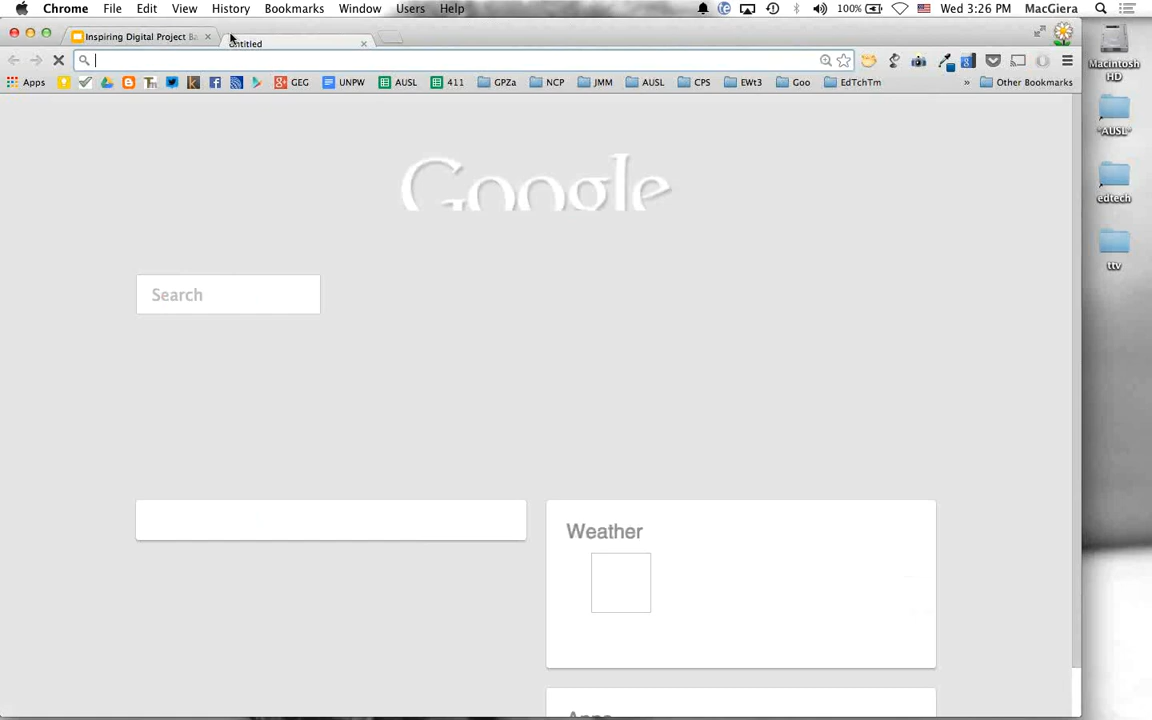 Chrome File Edit View History Bookmarks Window Users Help 100% Wed 3:26 PM MacGiera
Inspiring Digital Project Ba
Untitled
Apps GEG UNPW AUSL 411 GPZa NCP JMM AUSL CPS EWt3 Goo EdTchTm » Other Bookmarks
Macintosh HD
*AUSL*
edtech
ttv
Google
Search
Weather
Apps